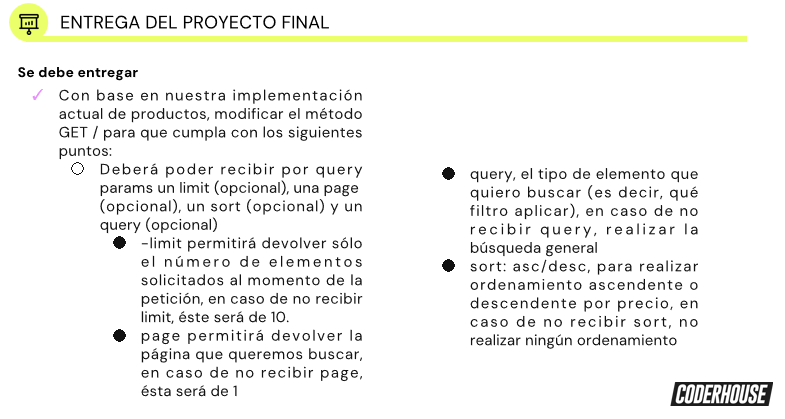 ENTREGA DEL PROYECTO FINAL
Se debe entregar
Con base en nuestra implementación
actual de productos, modificar el método
GET / para que cumpla con los siguientes
puntos:
Deberá poder recibir por query
params un limit (opcional), una page
(opcional), un sort (opcional) y un
query (opcional)
-limit permitirá devolver sólo
el número de elementos
solicitados al momento de la
petición, en caso de no recibir
limit, éste será de 10.
page permitirá devolver la
página que queremos buscar,
en caso de no recibir page,
ésta será de 1
query, el tipo de elemento que
quiero buscar (es decir, qué
filtro aplicar), en caso de no
recibir query, realizar la
búsqueda general
sort: asc/desc, para realizar
ordenamiento ascendente o
descendente por precio, en
caso de no recibir sort, no
realizar ningún ordenamiento
CODERHOUSE